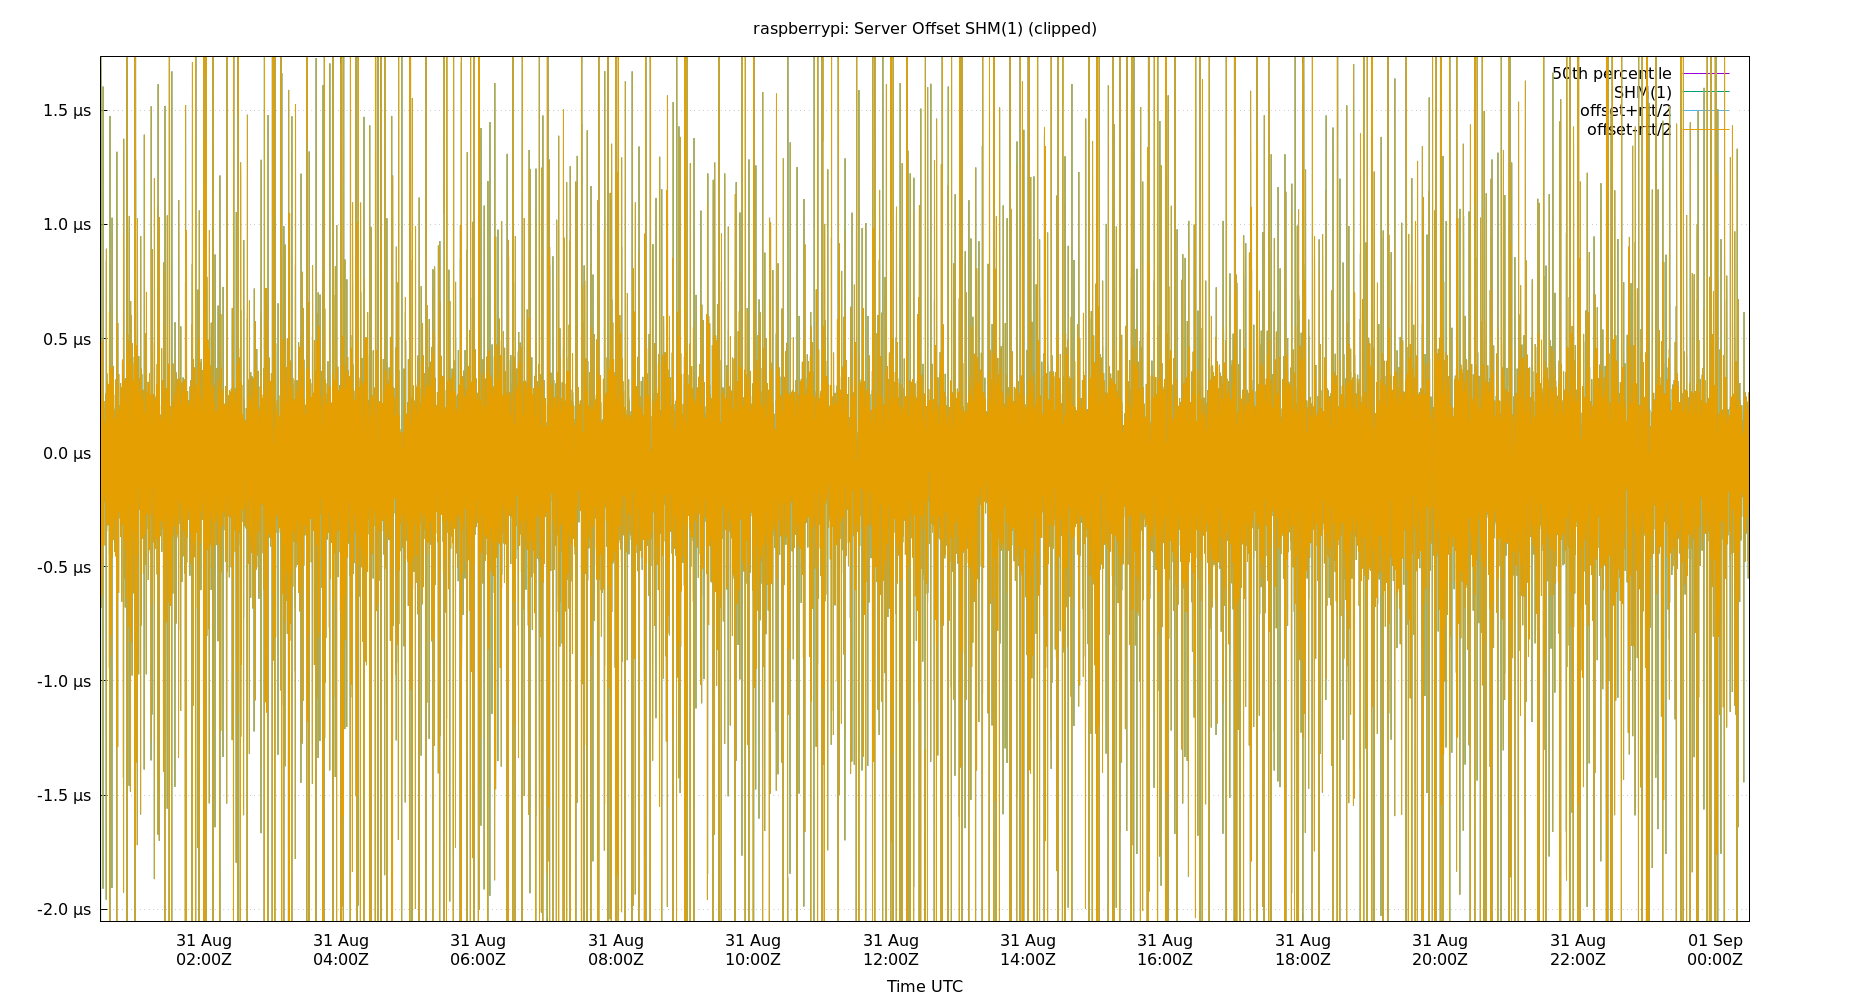 raspberrypi: Server Offset SHM(1) (clipped)
50th percentile
SHM(1)
offset+rtt/2
offset-rtt/2
1.5 µs
1.0 µs
0.5 µs
0.0 µs
-0.5 µs
-1.0 µs
-1.5 µs
-2.0 µs
31 Aug 31 Aug 31 Aug 31 Aug 31 Aug 31 Aug 31 Aug 31 Aug 31 Aug 31 Aug 31 Aug 01 Sep
02:00Z 04:00Z 06:00Z 08:00Z 10:00Z 12:00Z 14:00Z 16:00Z 18:00Z 20:00Z 22:00Z 00:00Z
Time UTC